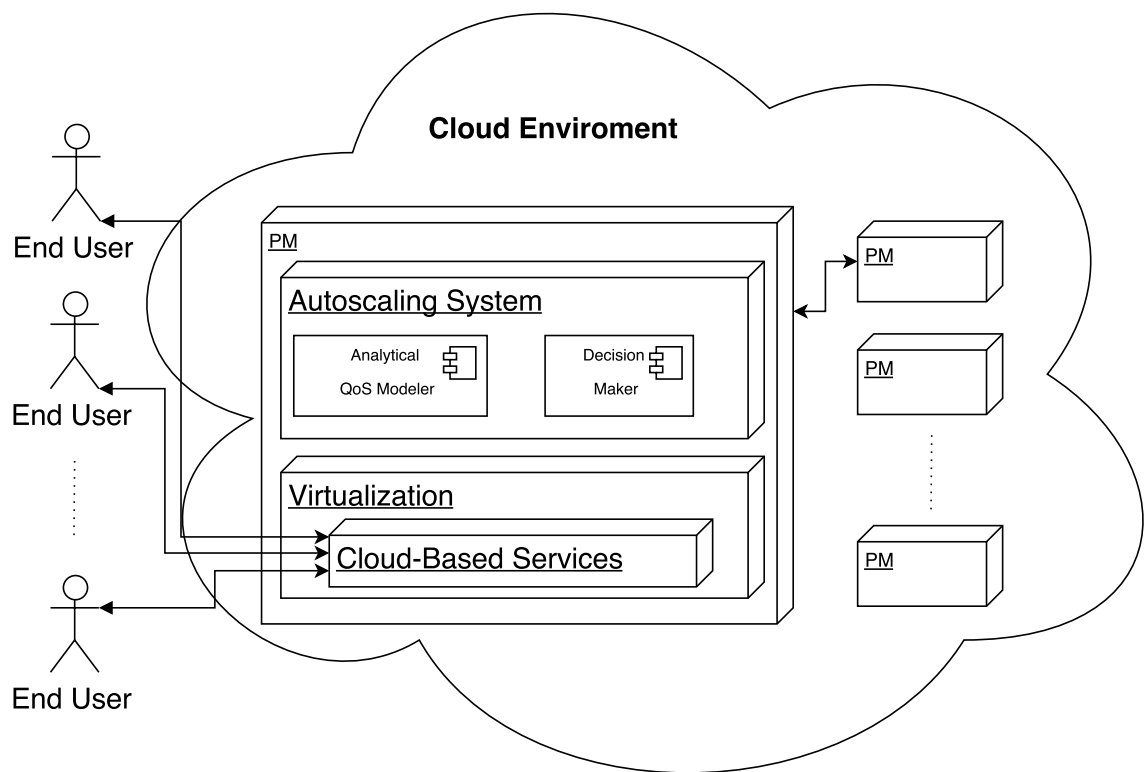 Cloud Enviroment
End User
End User
End User
PM
Autoscaling System
Analytical
QoS Modeler
Decision
Maker
Virtualization
Cloud-Based Services
PM
PM
PM